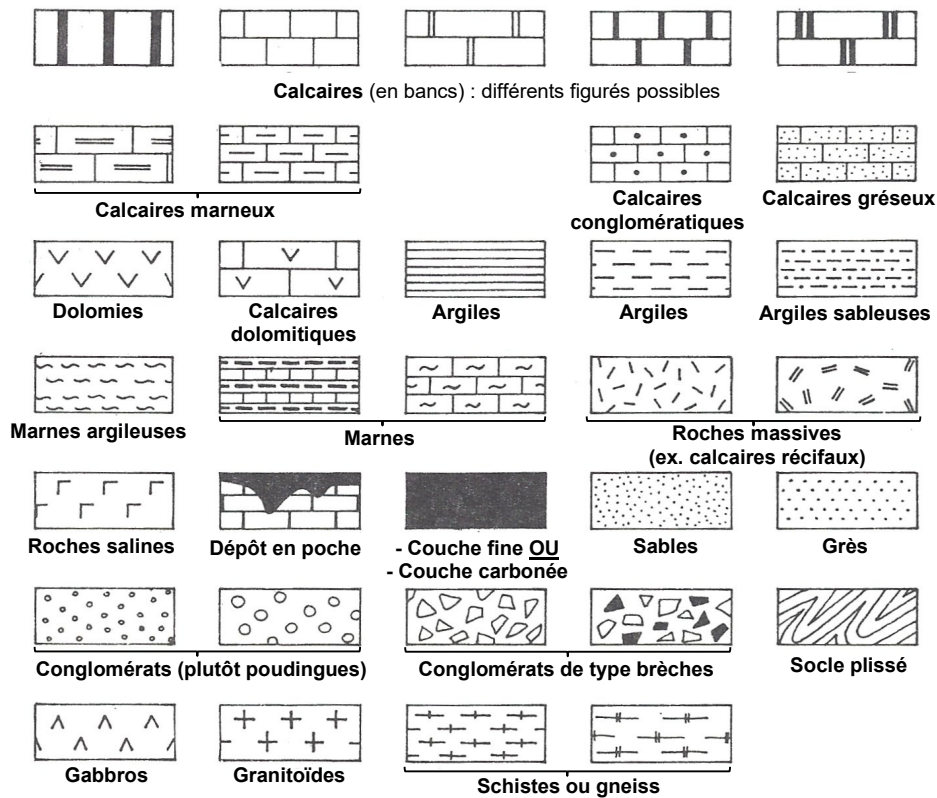 Calcaires (en bancs) : différents figurés possibles
Calcaires marneux
Calcaires
conglomératiques
Calcaires gréseux
Dolomies
Calcaires
dolomitiques
Argiles
Argiles
Argiles sableuses
Marnes argileuses
Marnes
Roches massives
(ex. calcaires récifaux)
Roches salines
Dépôt en poche
- Couche fine OU
- Couche carbonée
Sables
Grès
Conglomérats (plutôt poudingues)
Conglomérats de type brèches
Socle plissé
Gabbros
Granitoïdes
Schistes ou gneiss